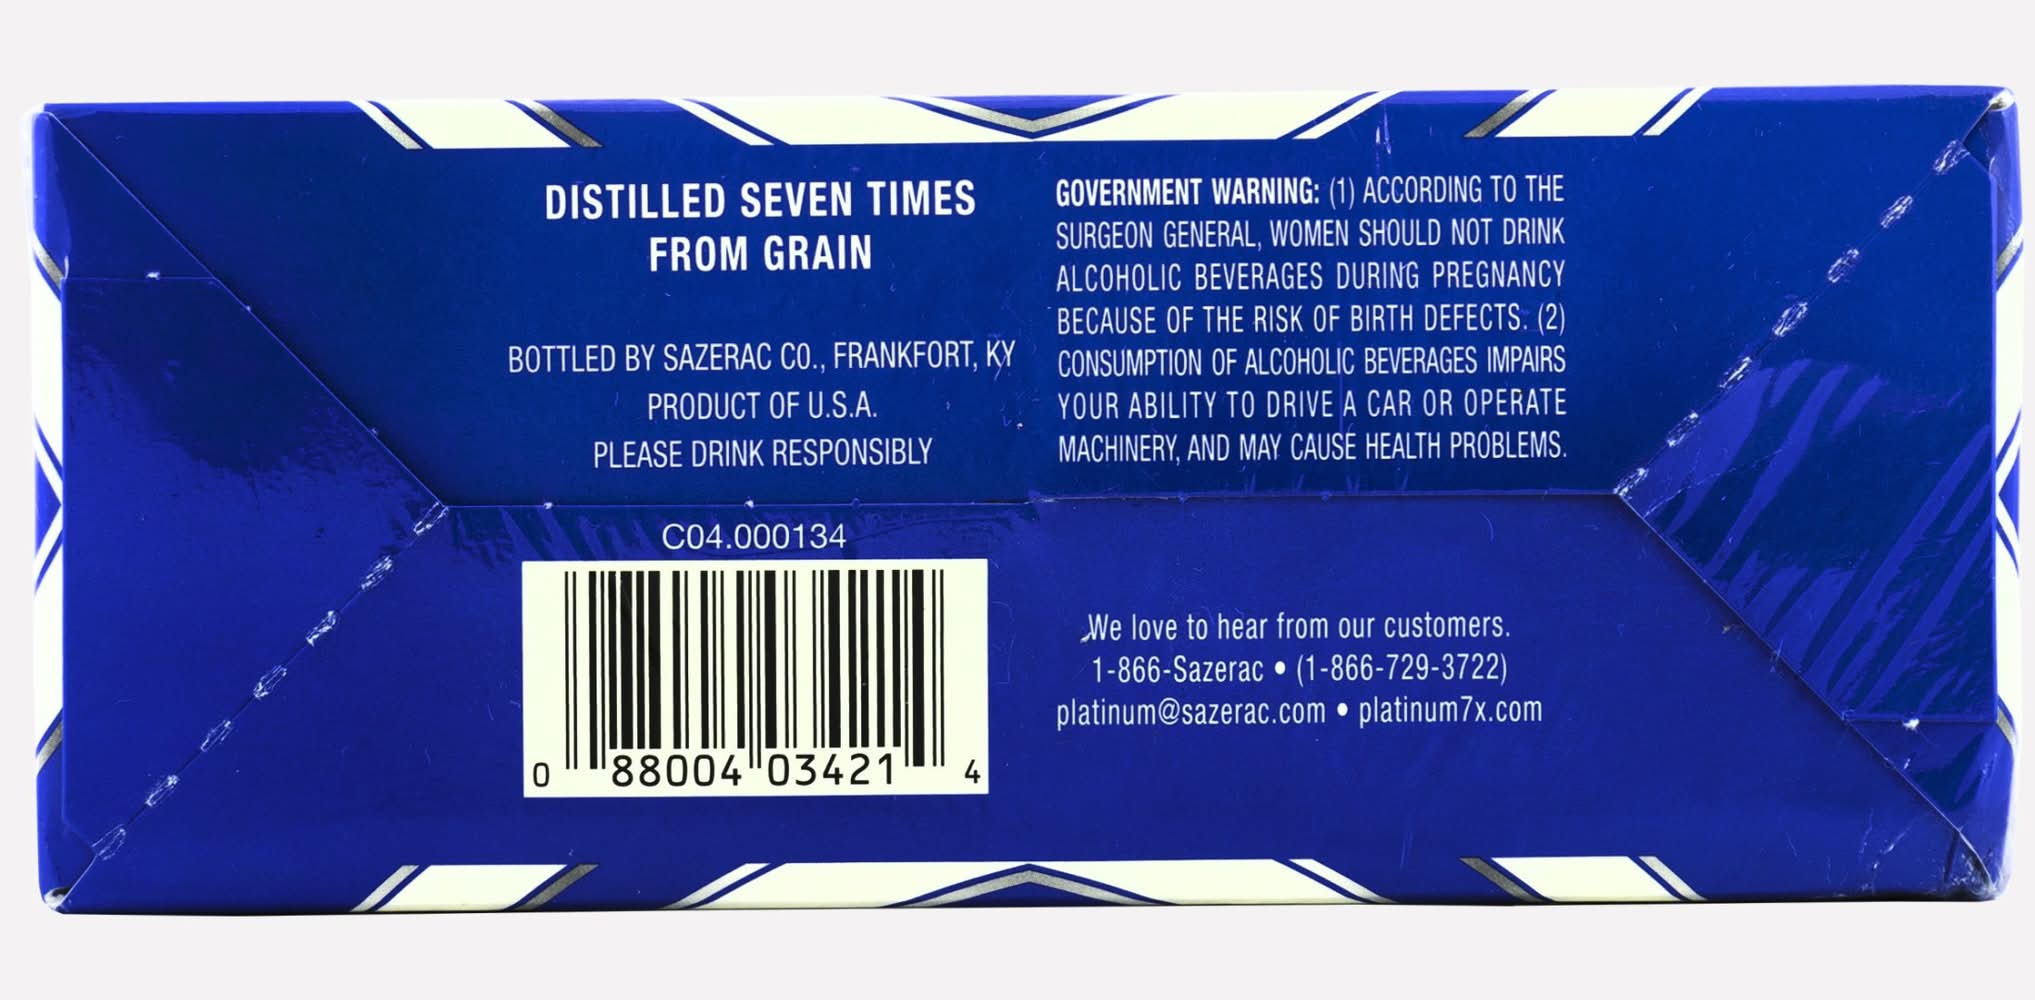 DISTILLED SEVEN TIMES
FROM GRAIN
BOTTLED BY SAZERAC CO., FRANKFORT, KY
PRODUCT OF U.S.A.
PLEASE DRINK RESPONSIBLY
GOVERNMENT WARNING: (1) ACCORDING TO THE
SURGEON GENERAL, WOMEN SHOULD NOT DRINK
ALCOHOLIC BEVERAGES DURING PREGNANCY
BECAUSE OF THE RISK OF BIRTH DEFECTS. (2)
CONSUMPTION OF ALCOHOLIC BEVERAGES IMPAIRS
YOUR ABILITY TO DRIVE A CAR OR OPERATE
MACHINERY, AND MAY CAUSE HEALTH PROBLEMS.
C04.000134
0 88004 03421 4
We love to hear from our customers.
1-866-Sazerac • (1-866-729-3722)
platinum@sazerac.com • platinum7x.com